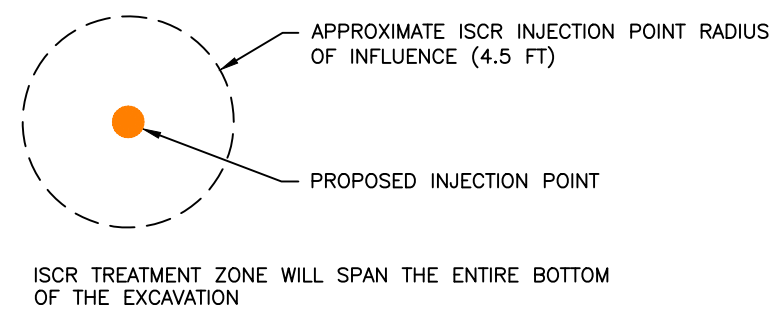 APPROXIMATE ISCR INJECTION POINT RADIUS
OF INFLUENCE (4.5 FT)
PROPOSED INJECTION POINT
ISCR TREATMENT ZONE WILL SPAN THE ENTIRE BOTTOM
OF THE EXCAVATION